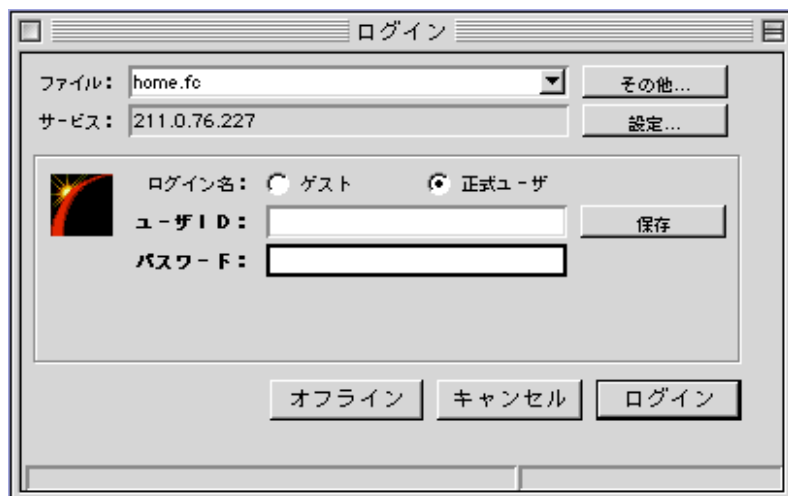 ログイン
ファイル： home.fc その他...
サービス： 211.0.76.227 設定...
ログイン名： ゲスト 正式ユーザ
ユーザID： 保存
パスワード：
オフライン キャンセル ログイン